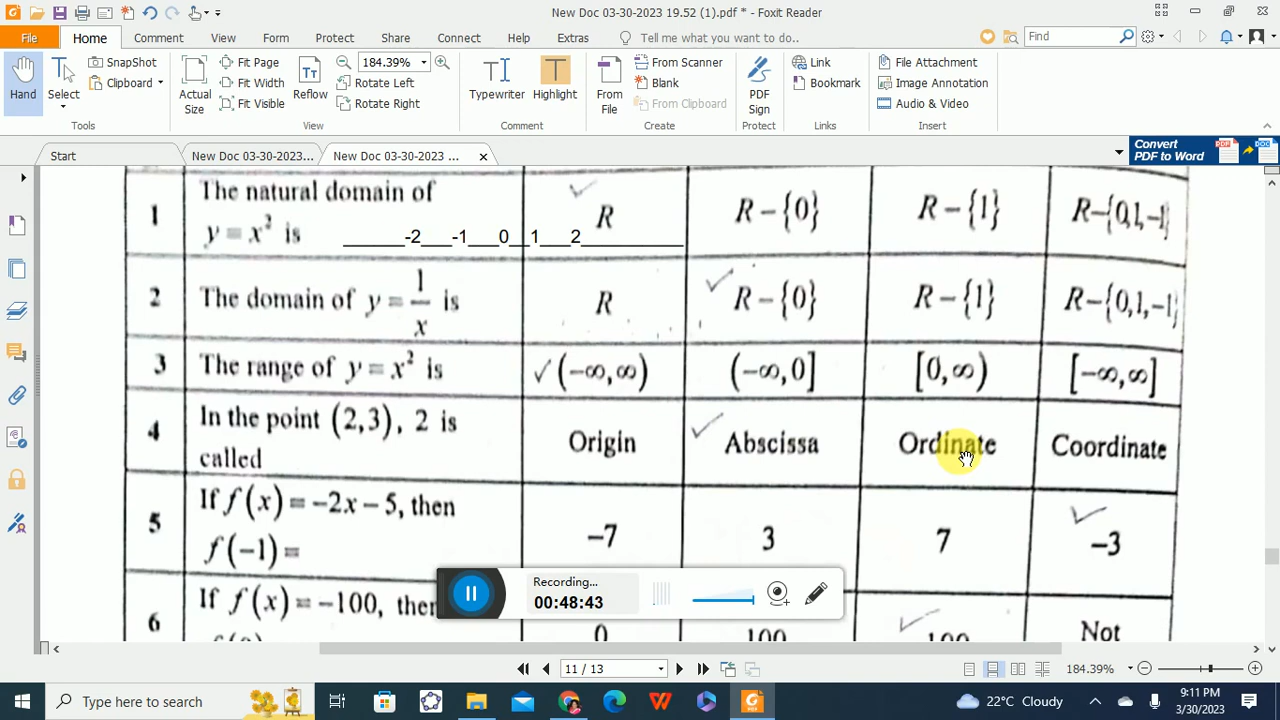 New Doc 03-30-2023 19.52 (1).pdf * - Foxit Reader
File Home Comment View Form Protect Share Connect Help Extras Tell me what you want to do.. Find
Hand
Select
SnapShot
Clipboard
Tools
Actual Size
Fit Page
Fit Width
Fit Visible
Reflow
184.39%
Rotate Left
Rotate Right
View
Typewriter
Highlight
Comment
From File
From Scanner
Blank
From Clipboard
Create
PDF Sign
Protect
Link
Bookmark
Links
File Attachment
Image Annotation
Audio & Video
Insert
Start New Doc 03-30-2023... New Doc 03-30-2023 ...
Convert PDF to Word
1 The natural domain of y = x² is R R – {0} R – {1} R–{0,1,–1}
______-2___-1___0__1___2__________
2 The domain of y = 1/x is R R – {0} R – {1} R–{0,1,–1}
3 The range of y = x² is (–∞,∞) (–∞,0] [0,∞) [–∞,∞]
4 In the point (2,3), 2 is called Origin Abscissa Ordinate Coordinate
5 If f(x) = –2x – 5, then f(–1) = –7 3 7 –3
6 If f(x) = –100, then 0 100 Not
Recording...
00:48:43
11 / 13
184.39%
Type here to search
22°C Cloudy
9:11 PM
3/30/2023